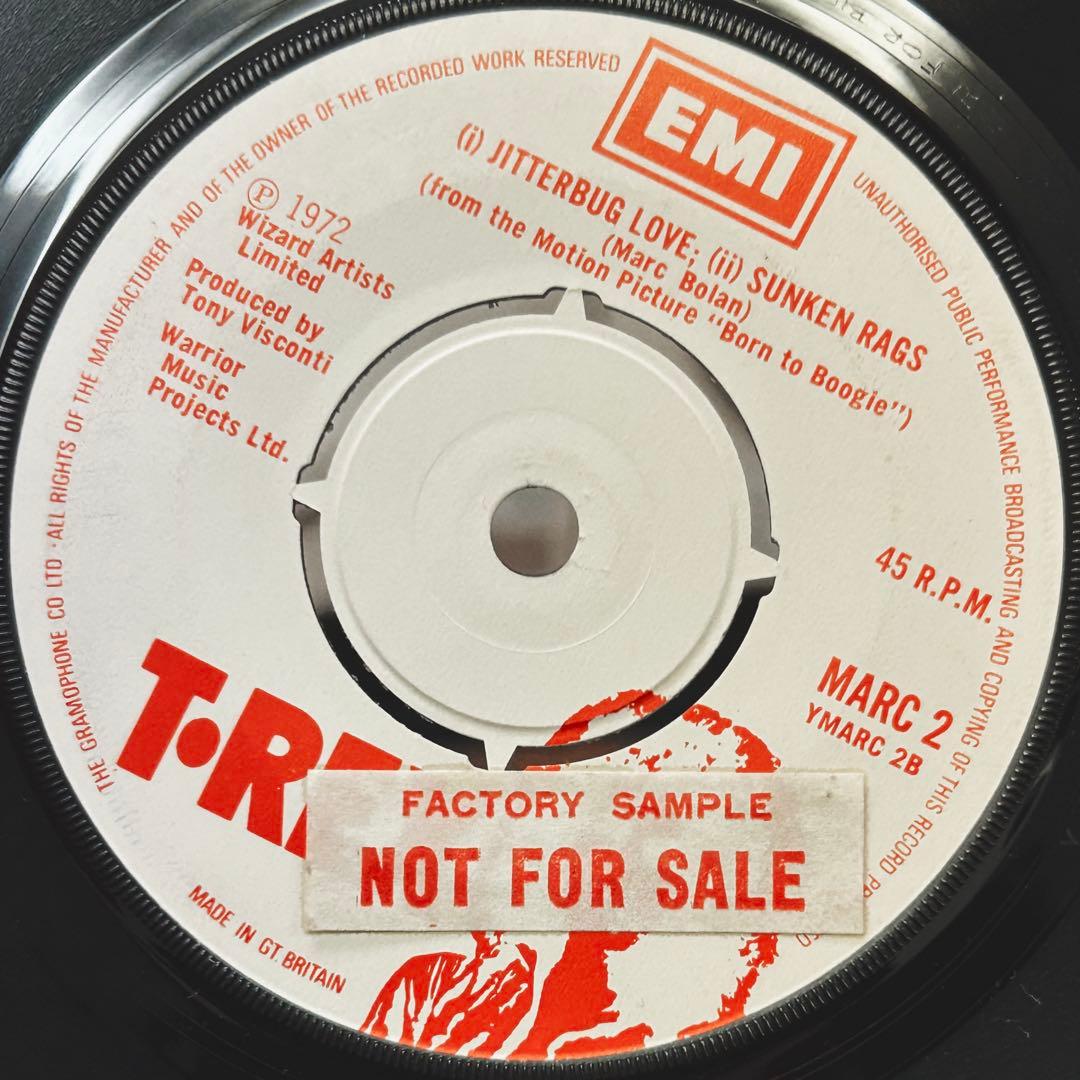 EMI
(i) JITTERBUG LOVE; (ii) SUNKEN RAGS
(Marc Bolan)
(from the Motion Picture "Born to Boogie")
Ⓟ 1972
Wizard Artists
Limited
Produced by
Tony Visconti
Warrior
Music
Projects Ltd.
45 R.P.M.
MARC 2
YMARC 2B
T·RE
FACTORY SAMPLE
NOT FOR SALE
MADE IN GT. BRITAIN
THE GRAMOPHONE CO LTD · ALL RIGHTS OF THE MANUFACTURER AND OF THE OWNER OF THE RECORDED WORK RESERVED
UNAUTHORISED PUBLIC PERFORMANCE BROADCASTING AND COPYING OF THIS RECORD PR
FOR